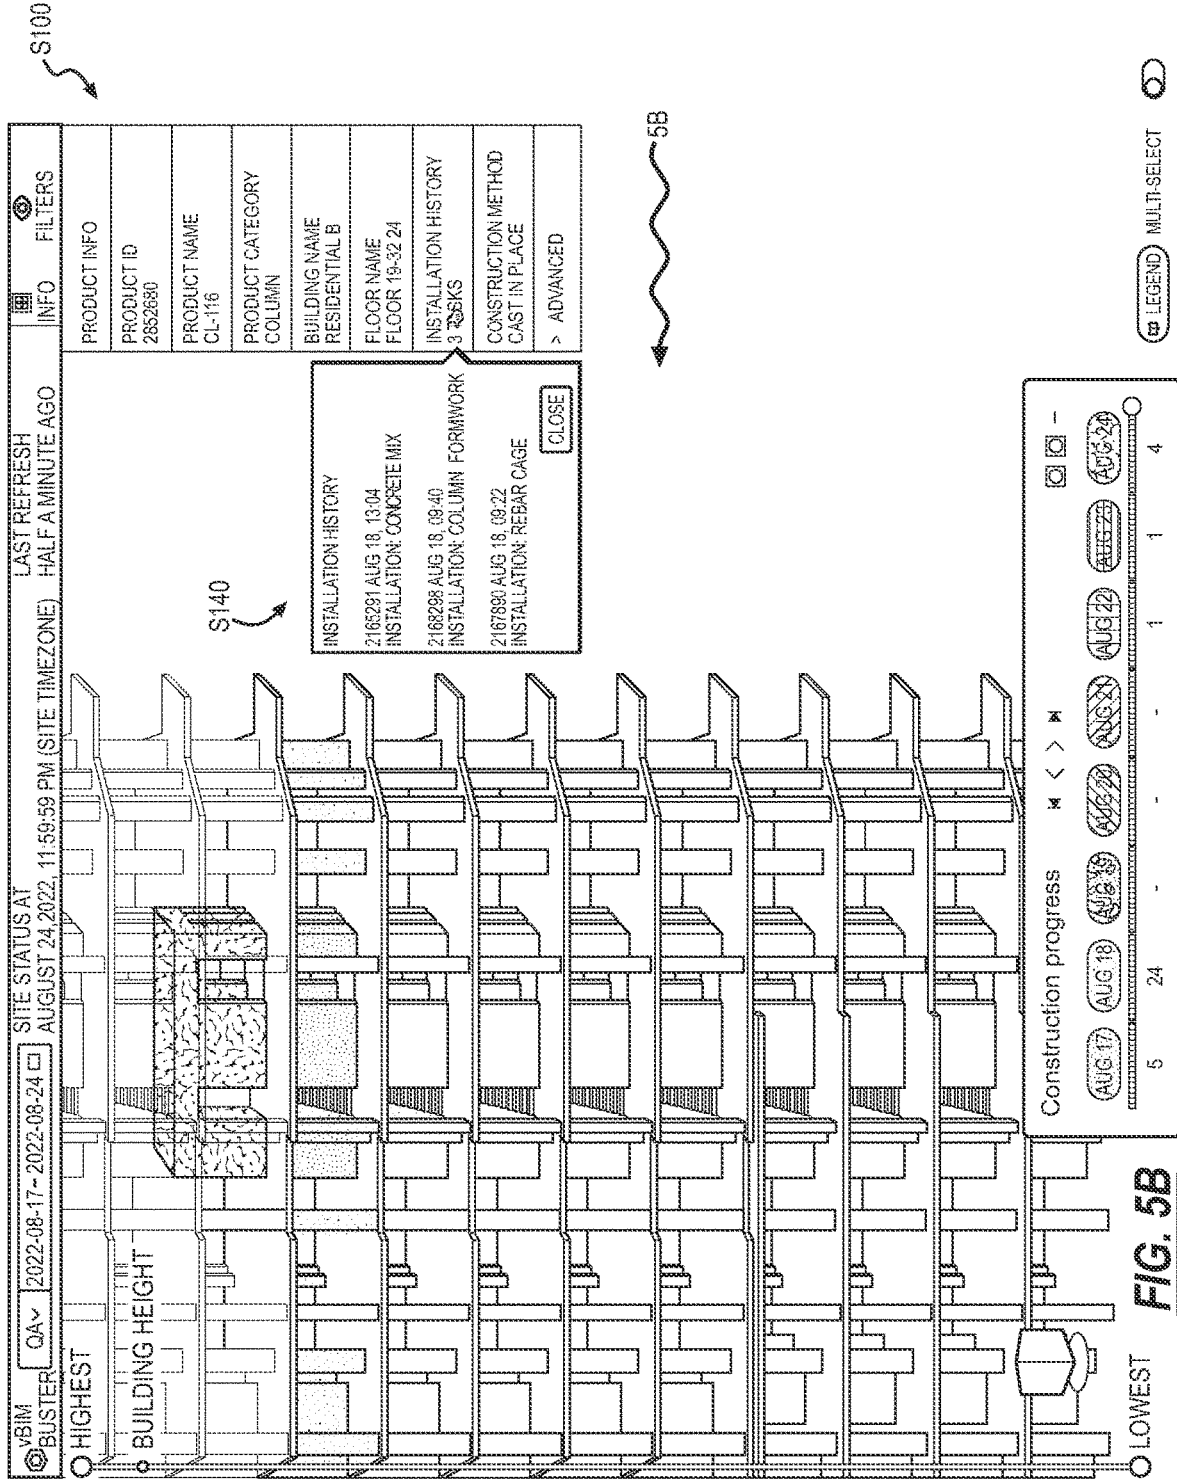 S100
vBIM
BUSTER
QA
2022-08-17 - 2022-08-24
SITE STATUS AT
AUGUST 24,2022, 11:59:59 PM (SITE TIMEZONE)
LAST REFRESH
HALF A MINUTE AGO
INFO
FILTERS
HIGHEST
BUILDING HEIGHT
LOWEST
PRODUCT INFO
PRODUCT ID
2852680
PRODUCT NAME
CL-116
PRODUCT CATEGORY
COLUMN
BUILDING NAME
RESIDENTIAL B
FLOOR NAME
FLOOR 19-32 24
INSTALLATION HISTORY
3 TASKS
CONSTRUCTION METHOD
CAST IN PLACE
> ADVANCED
S140
INSTALLATION HISTORY
2165291 AUG 18, 13:04
INSTALLATION: CONCRETE MIX
2168298 AUG 18, 09:40
INSTALLATION: COLUMN FORMWORK
2167890 AUG 18, 09:22
INSTALLATION: REBAR CAGE
CLOSE
5B
Construction progress
AUG 17 AUG 18 AUG 19 AUG 20 AUG 21 AUG 22 AUG 23 AUG 24
5 24 - - - 1 1 4
LEGEND MULTI-SELECT
FIG. 5B